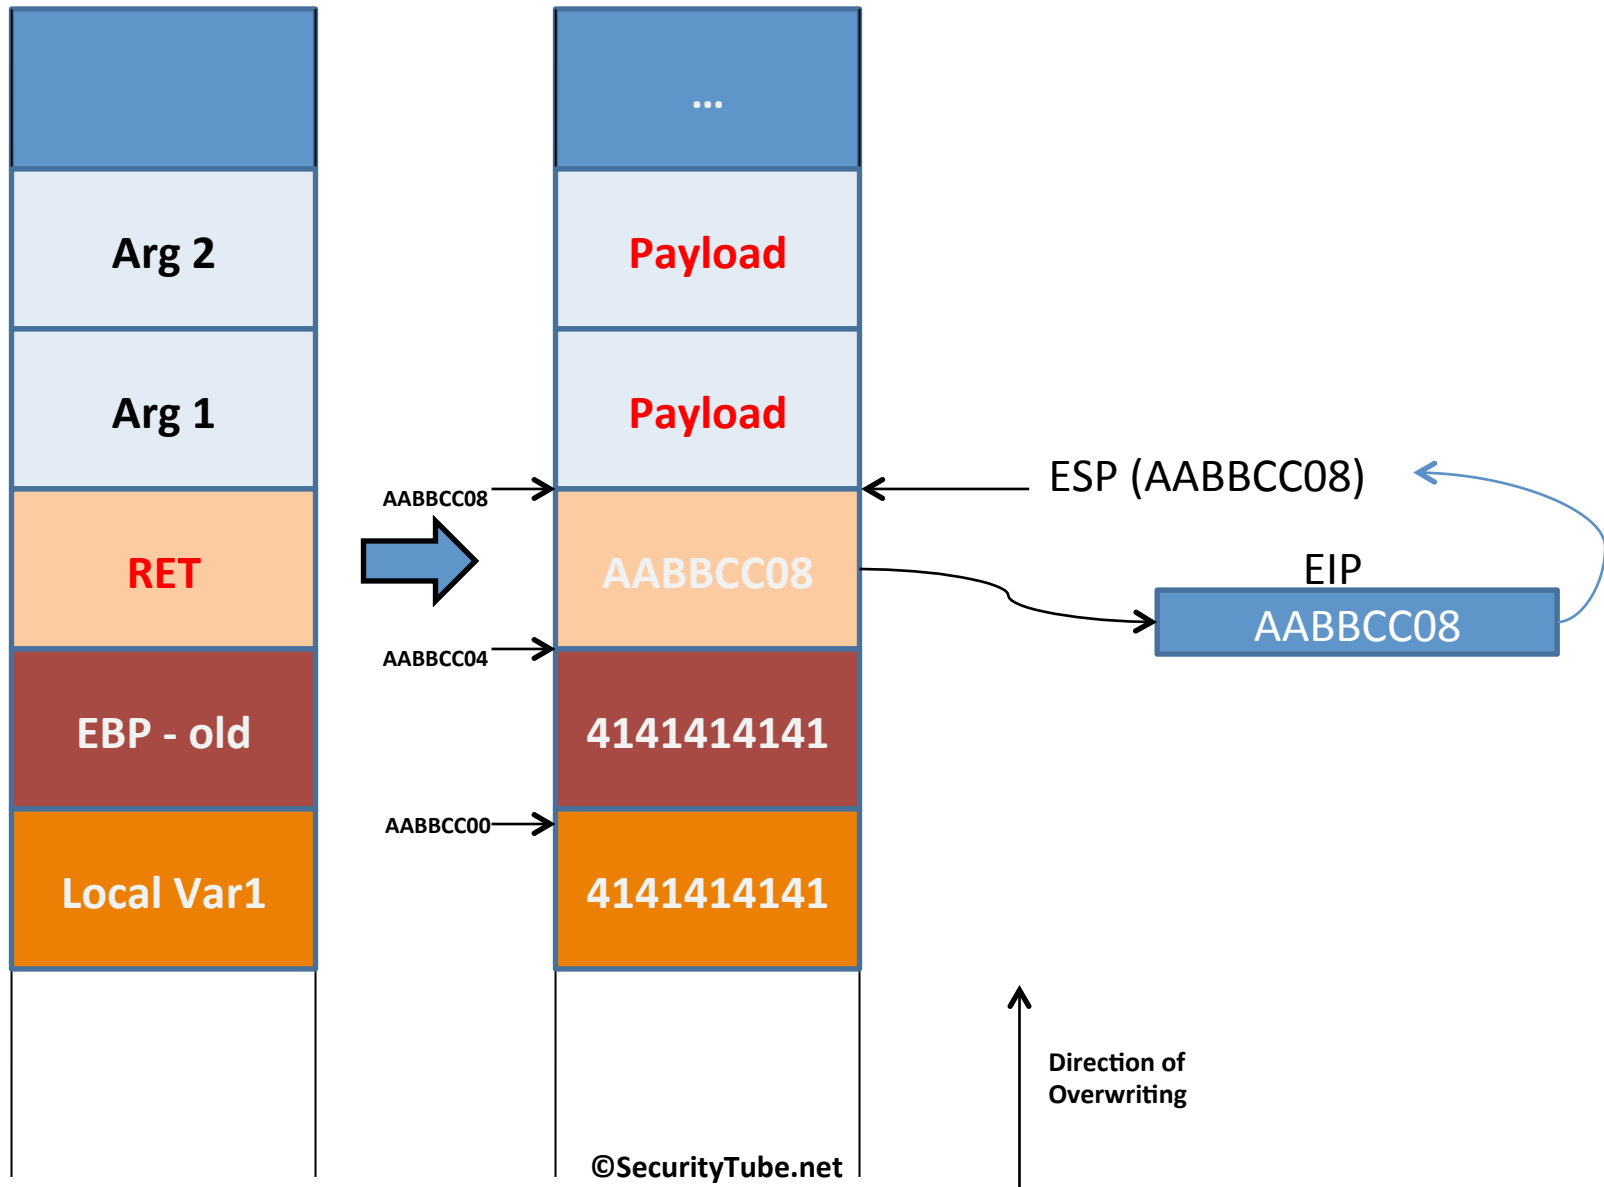 ...
Arg 2
Payload
Arg 1
Payload
ESP (AABBCC08)
AABBCC08
RET
AABBCC08
EIP
AABBCC08
AABBCC04
EBP - old
4141414141
AABBCC00
Local Var1
4141414141
Direction of
Overwriting
©SecurityTube.net